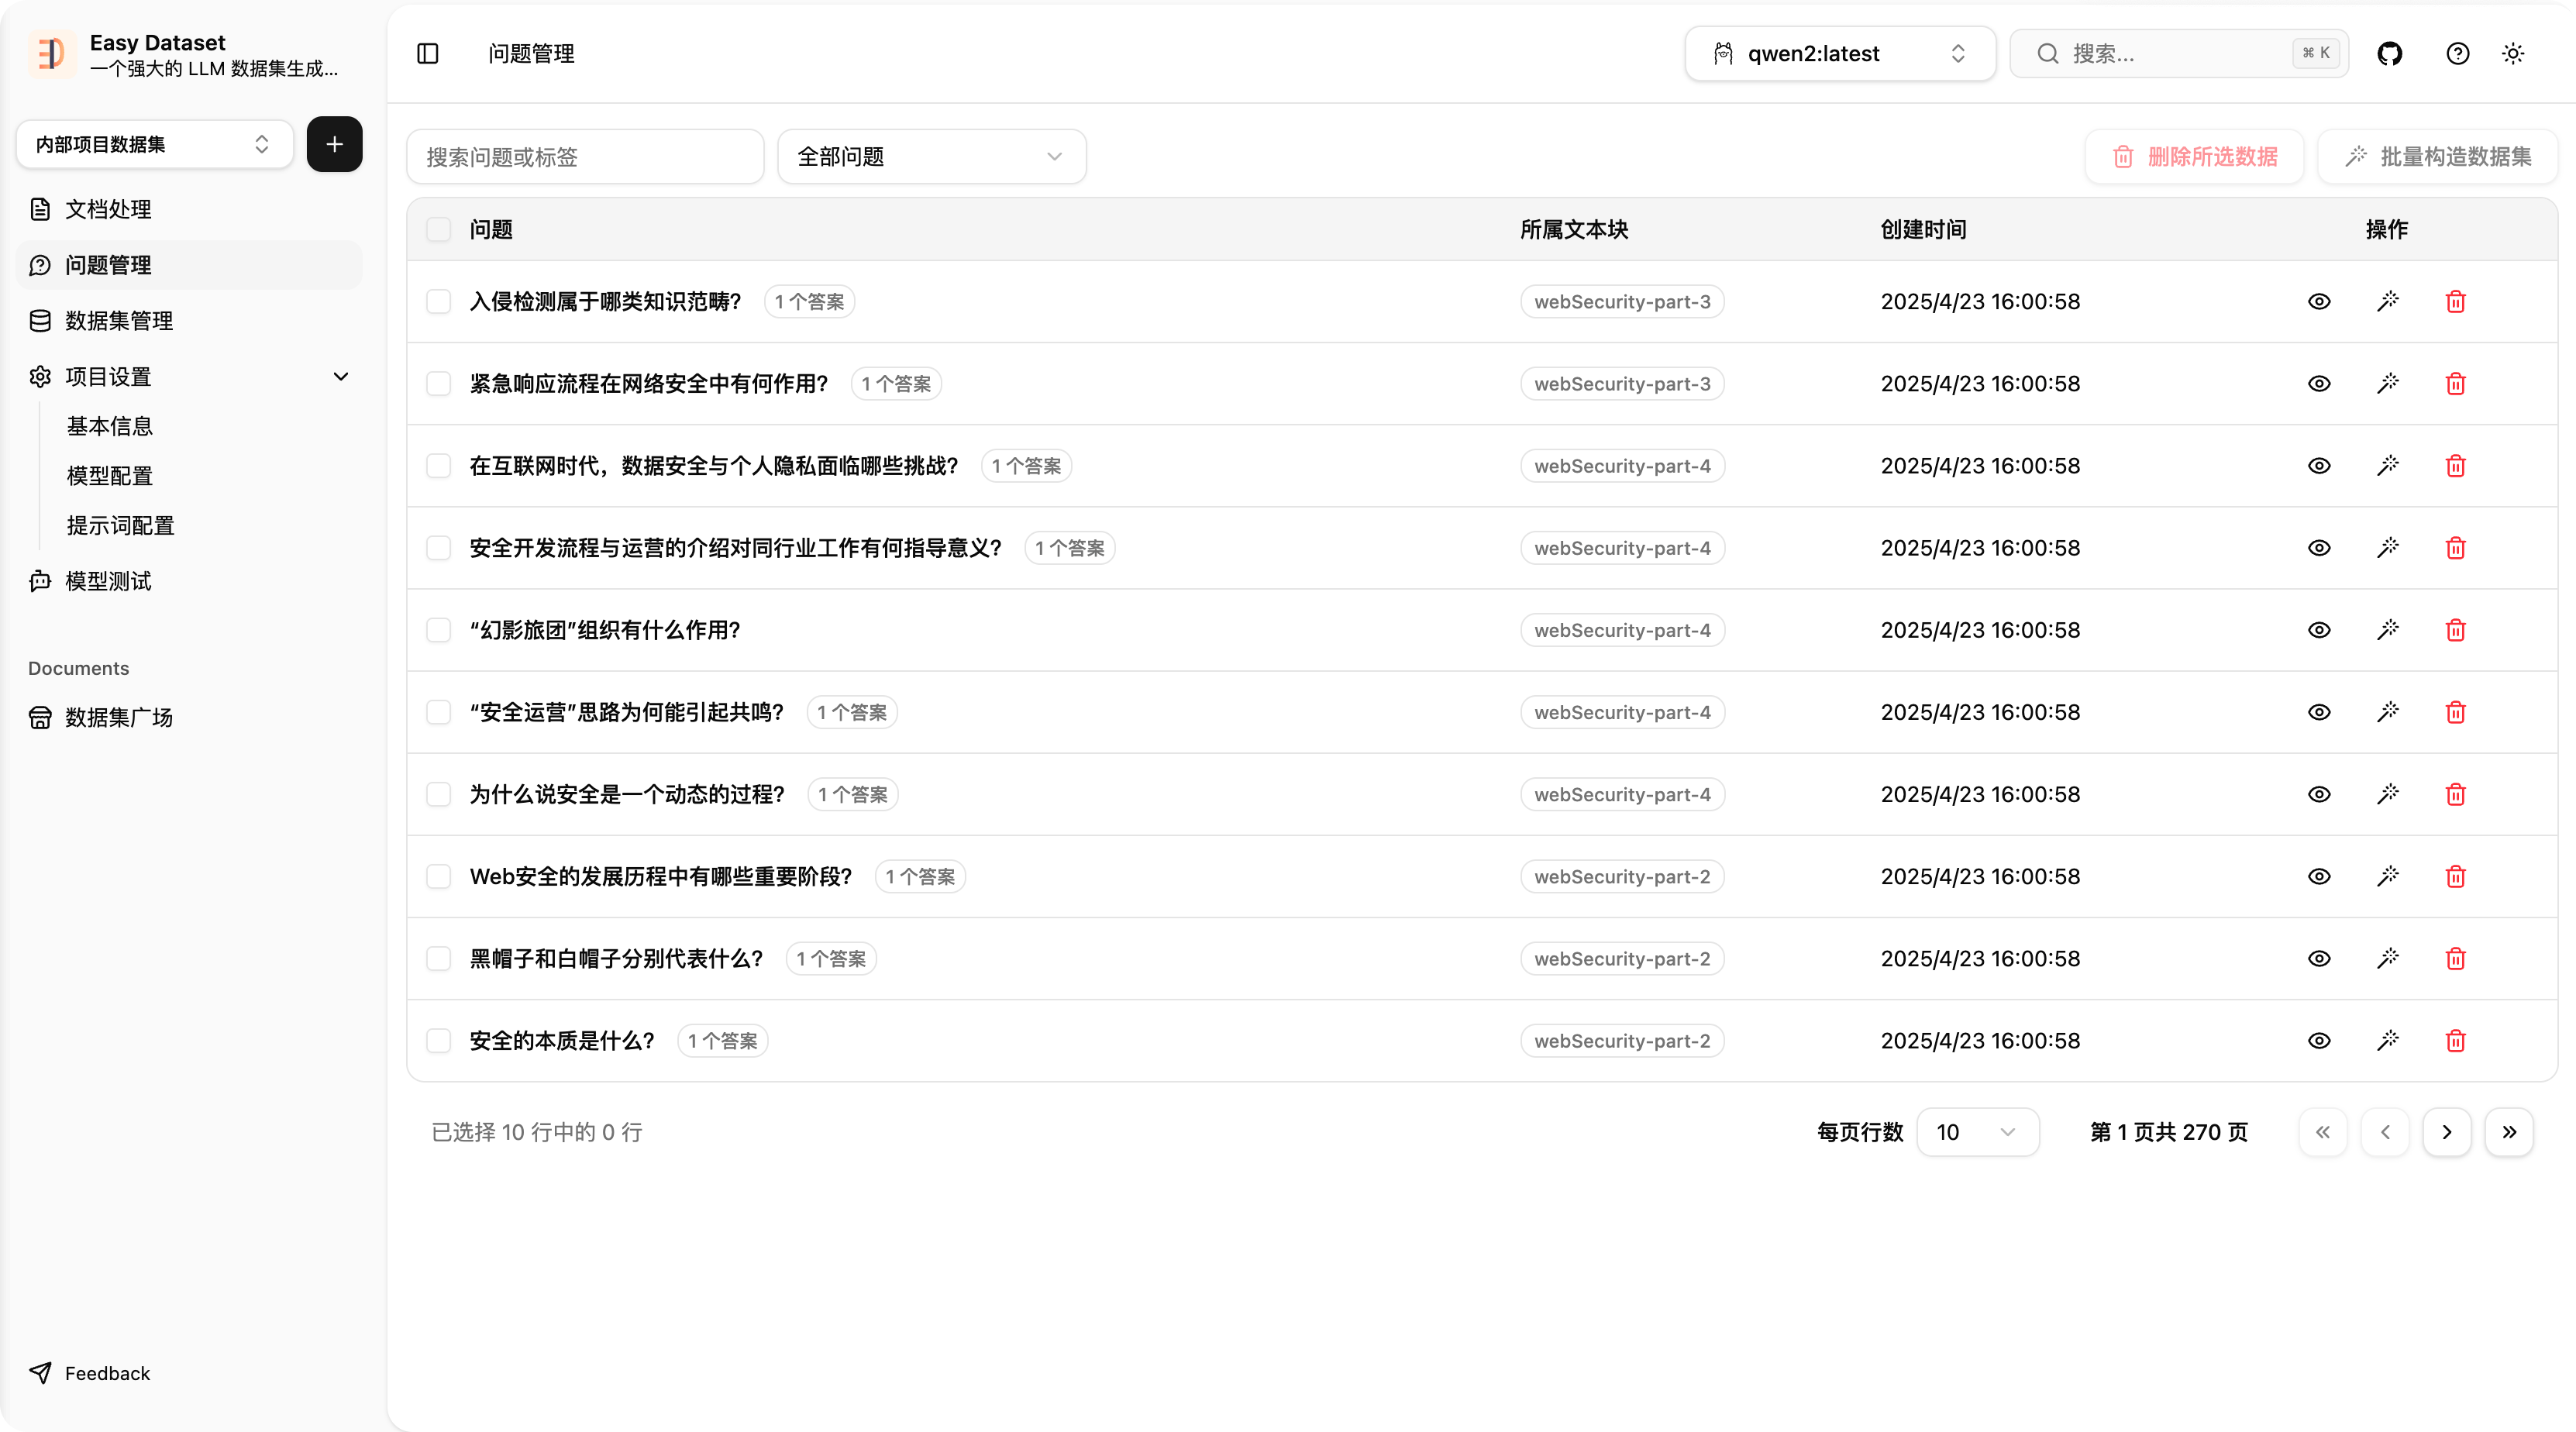 Easy Dataset
一个强大的 LLM 数据集生成...
内部项目数据集
文档处理
问题管理
数据集管理
项目设置
基本信息
模型配置
提示词配置
模型测试
Documents
数据集广场
Feedback
问题管理
qwen2:latest
搜索...
⌘ K
搜索问题或标签
全部问题
删除所选数据
批量构造数据集
问题 所属文本块 创建时间 操作
入侵检测属于哪类知识范畴? 1 个答案 webSecurity-part-3 2025/4/23 16:00:58
紧急响应流程在网络安全中有何作用? 1 个答案 webSecurity-part-3 2025/4/23 16:00:58
在互联网时代，数据安全与个人隐私面临哪些挑战? 1 个答案 webSecurity-part-4 2025/4/23 16:00:58
安全开发流程与运营的介绍对同行业工作有何指导意义? 1 个答案 webSecurity-part-4 2025/4/23 16:00:58
“幻影旅团”组织有什么作用? webSecurity-part-4 2025/4/23 16:00:58
“安全运营”思路为何能引起共鸣? 1 个答案 webSecurity-part-4 2025/4/23 16:00:58
为什么说安全是一个动态的过程? 1 个答案 webSecurity-part-4 2025/4/23 16:00:58
Web安全的发展历程中有哪些重要阶段? 1 个答案 webSecurity-part-2 2025/4/23 16:00:58
黑帽子和白帽子分别代表什么? 1 个答案 webSecurity-part-2 2025/4/23 16:00:58
安全的本质是什么? 1 个答案 webSecurity-part-2 2025/4/23 16:00:58
已选择 10 行中的 0 行 每页行数 10 第 1 页共 270 页